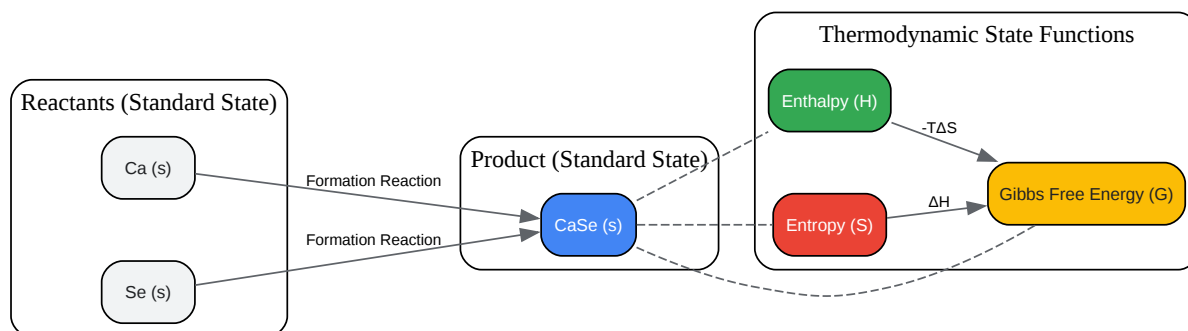 Reactants (Standard State)
Ca (s)
Se (s)
Formation Reaction
Formation Reaction
Product (Standard State)
CaSe (s)
Thermodynamic State Functions
Enthalpy (H)
-TΔS
Entropy (S)
ΔH
Gibbs Free Energy (G)